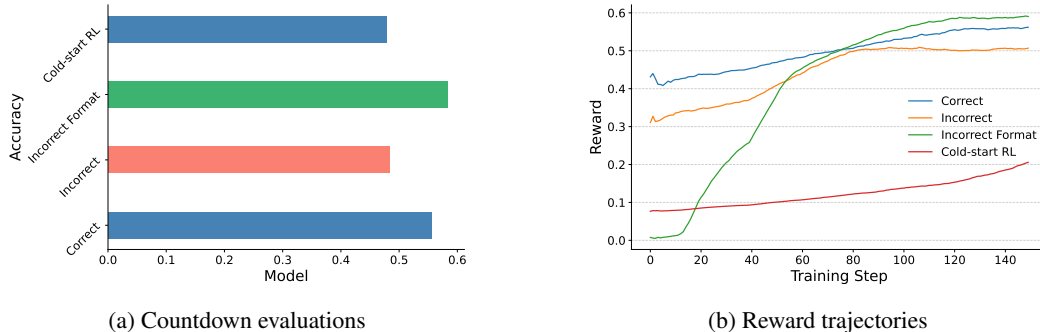 Accuracy
Cold-start RL
Incorrect Format
Incorrect
Correct
0.0 0.1 0.2 0.3 0.4 0.5 0.6
Model
(a) Countdown evaluations
Reward
0.6
0.5
0.4
0.3
0.2
0.1
0.0
Correct
Incorrect
Incorrect Format
Cold-start RL
0 20 40 60 80 100 120 140
Training Step
(b) Reward trajectories